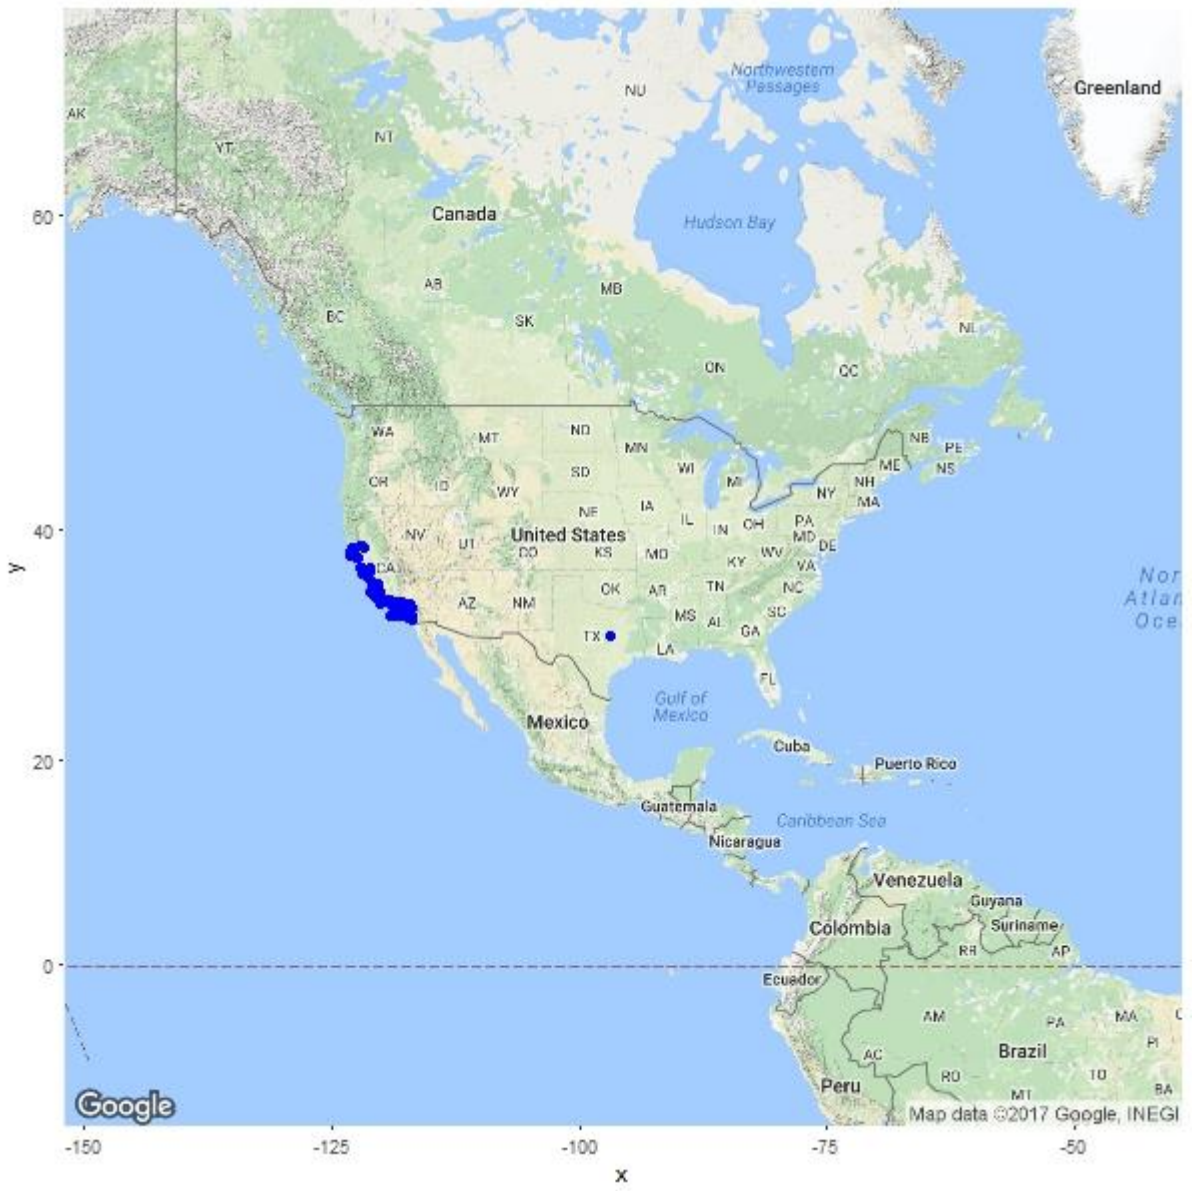 NU
Northwestern
Passages
Greenland
AK
YT
NT
60
Canada
Hudson Bay
AB
MB
SK
BC
NL
ON
QC
WA
MT
ND
MN
NB
PE
WI
ME
NS
SD
OR
ID
WY
MI
NH
NY
MA
NE
IA
40
NV
United States
IL
IN
OH
PA
MD
DE
UT
CO
KS
MO
WV
KY
VA
y
CA
Nor
Atlan
Oce
OK
AR
TN
NC
AZ
NM
MS
AL
SC
GA
TX
LA
FL
Gulf of
Mexico
Mexico
Cuba
20
Puerto Rico
Guatemala
Caribbean Sea
Nicaragua
Venezuela
Guyana
Colombia
Suriname
RR
AP
0
Ecuador
AM
PA
MA
PI
AC
Brazil
RO
TO
Peru
MT
BA
Google
Map data ©2017 Google, INEGI
-150
-125
-100
-75
-50
x